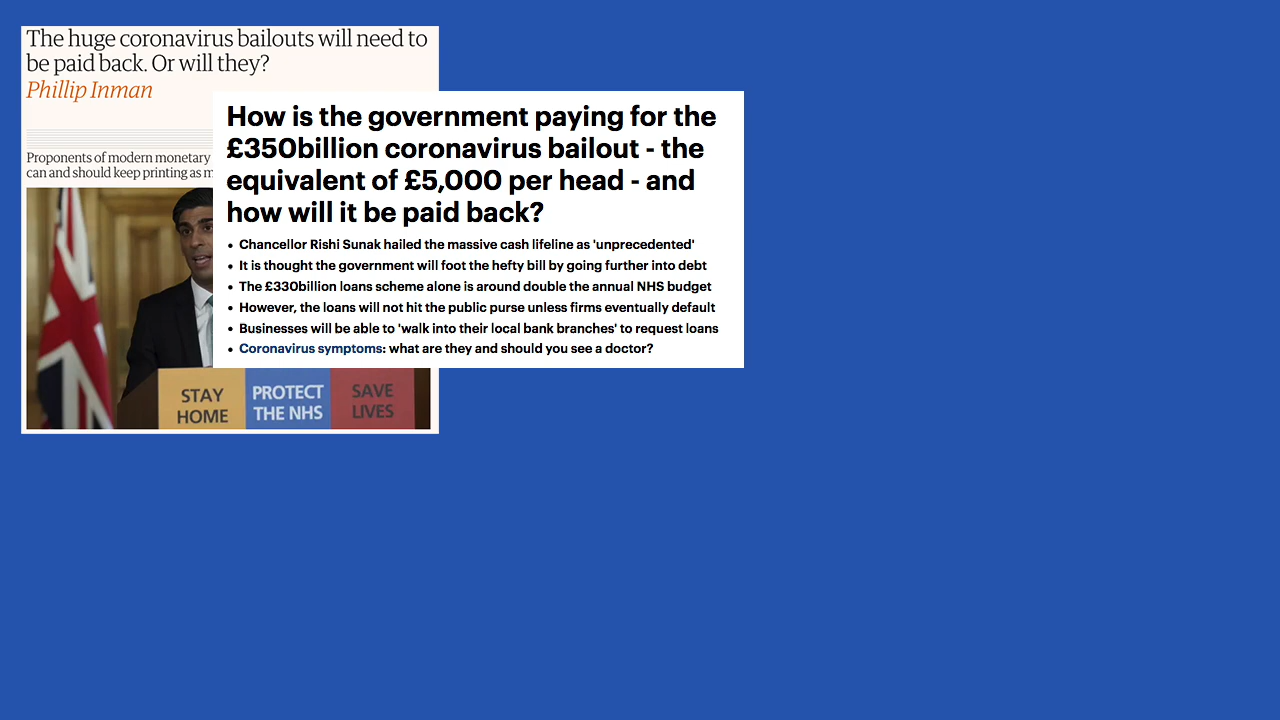 The huge coronavirus bailouts will need to
be paid back. Or will they?
Phillip Inman
Proponents of modern monetary
can and should keep printing as m
How is the government paying for the
£350billion coronavirus bailout - the
equivalent of £5,000 per head - and
how will it be paid back?
• Chancellor Rishi Sunak hailed the massive cash lifeline as 'unprecedented'
• It is thought the government will foot the hefty bill by going further into debt
• The £330billion loans scheme alone is around double the annual NHS budget
• However, the loans will not hit the public purse unless firms eventually default
• Businesses will be able to 'walk into their local bank branches' to request loans
• Coronavirus symptoms: what are they and should you see a doctor?
STAY
HOME
PROTECT
THE NHS
SAVE
LIVES